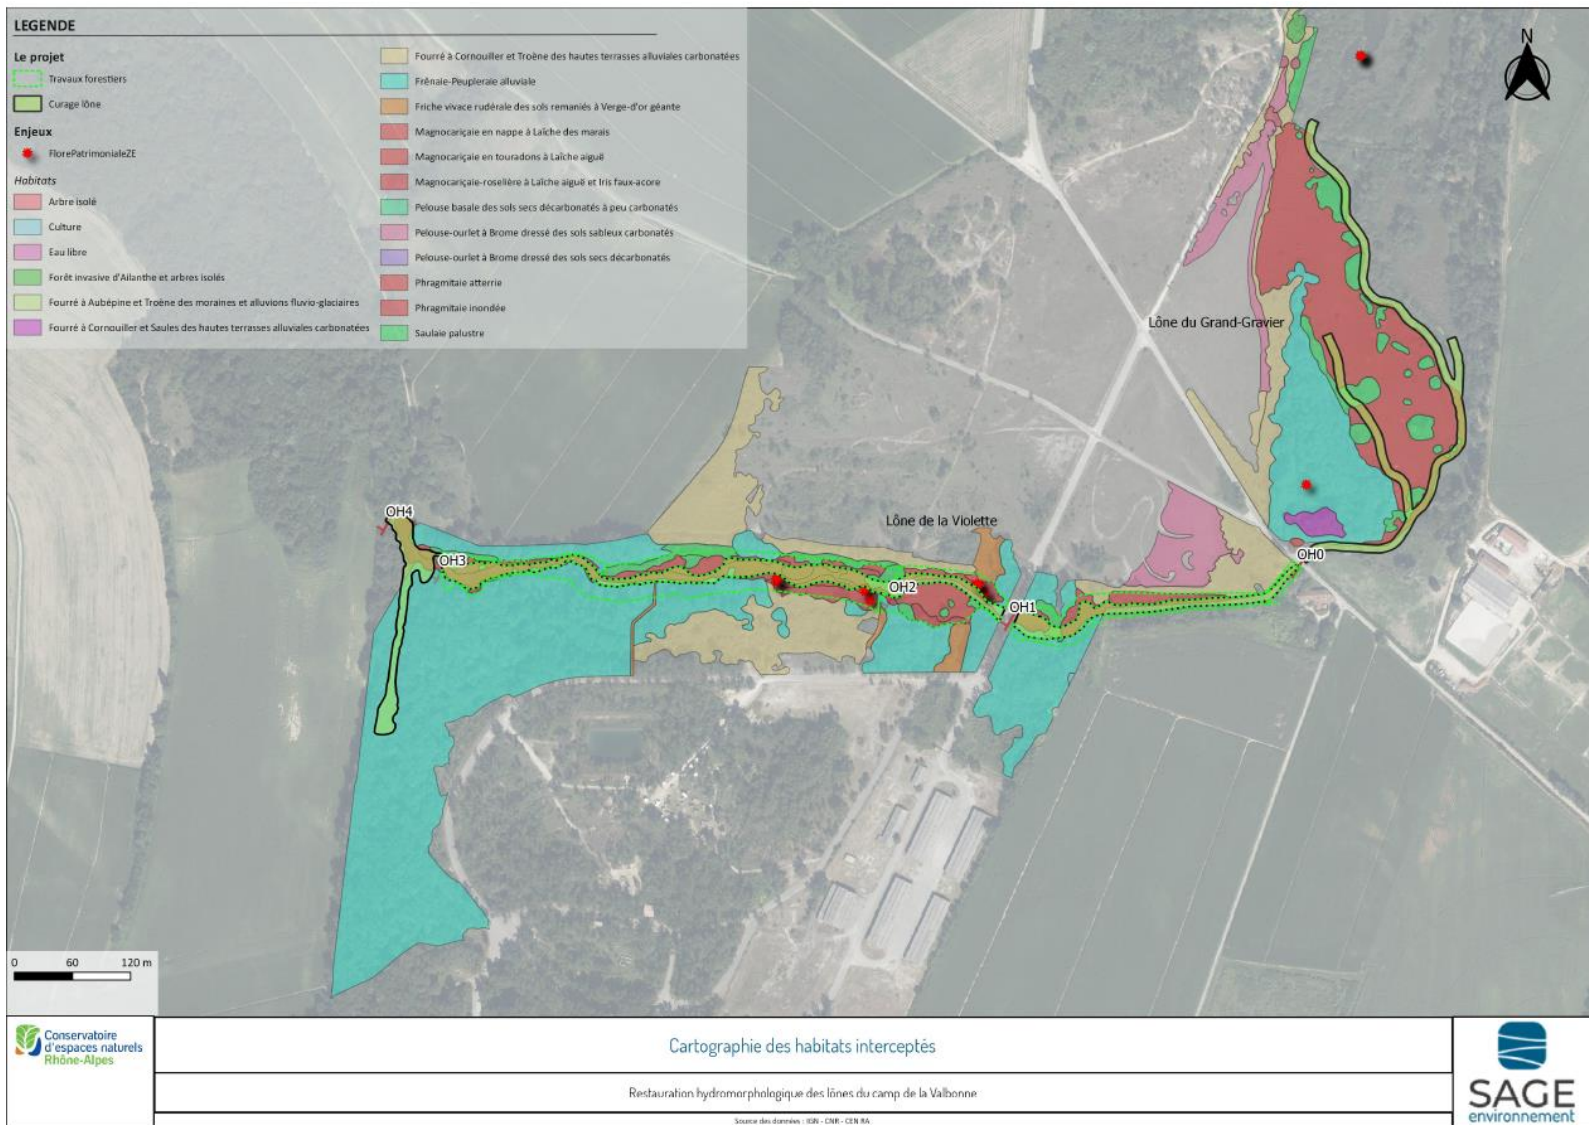 LEGENDE
Le projet
Travaux forestiers
Curage lône
Enjeux
FlorePatrimonialeZE
Habitats
Arbre isolé
Culture
Eau libre
Forêt invasive d'Ailanthe et arbres isolés
Fourré à Aubépine et Troène des moraines et alluvions fluvio-glaciaires
Fourré à Cornouiller et Saules des hautes terrasses alluviales carbonatées
Fourré à Cornouiller et Troène des hautes terrasses alluviales carbonatées
Frênaie-Peupleraie alluviale
Friche vivace rudérale des sols remaniés à Verge-d'or géante
Magnocariçaie en nappe à Laîche des marais
Magnocariçaie en touradons à Laîche aiguë
Magnocariçaie-roselière à Laîche aiguë et Iris faux-acore
Pelouse basale des sols secs décarbonatés à peu carbonatés
Pelouse-ourlet à Brome dressé des sols sableux carbonatés
Pelouse-ourlet à Brome dressé des sols secs décarbonatés
Phragmitaie atterrie
Phragmitaie inondée
Saulaie palustre
N
Lône du Grand-Gravier
Lône de la Violette
OH4
OH3
OH2
OH1
OH0
0 60 120 m
Conservatoire
d'espaces naturels
Rhône-Alpes
Cartographie des habitats interceptés
Restauration hydromorphologique des lônes du camp de la Valbonne
Source des données : IGN - CNR - CEN RA
SAGE
environnement